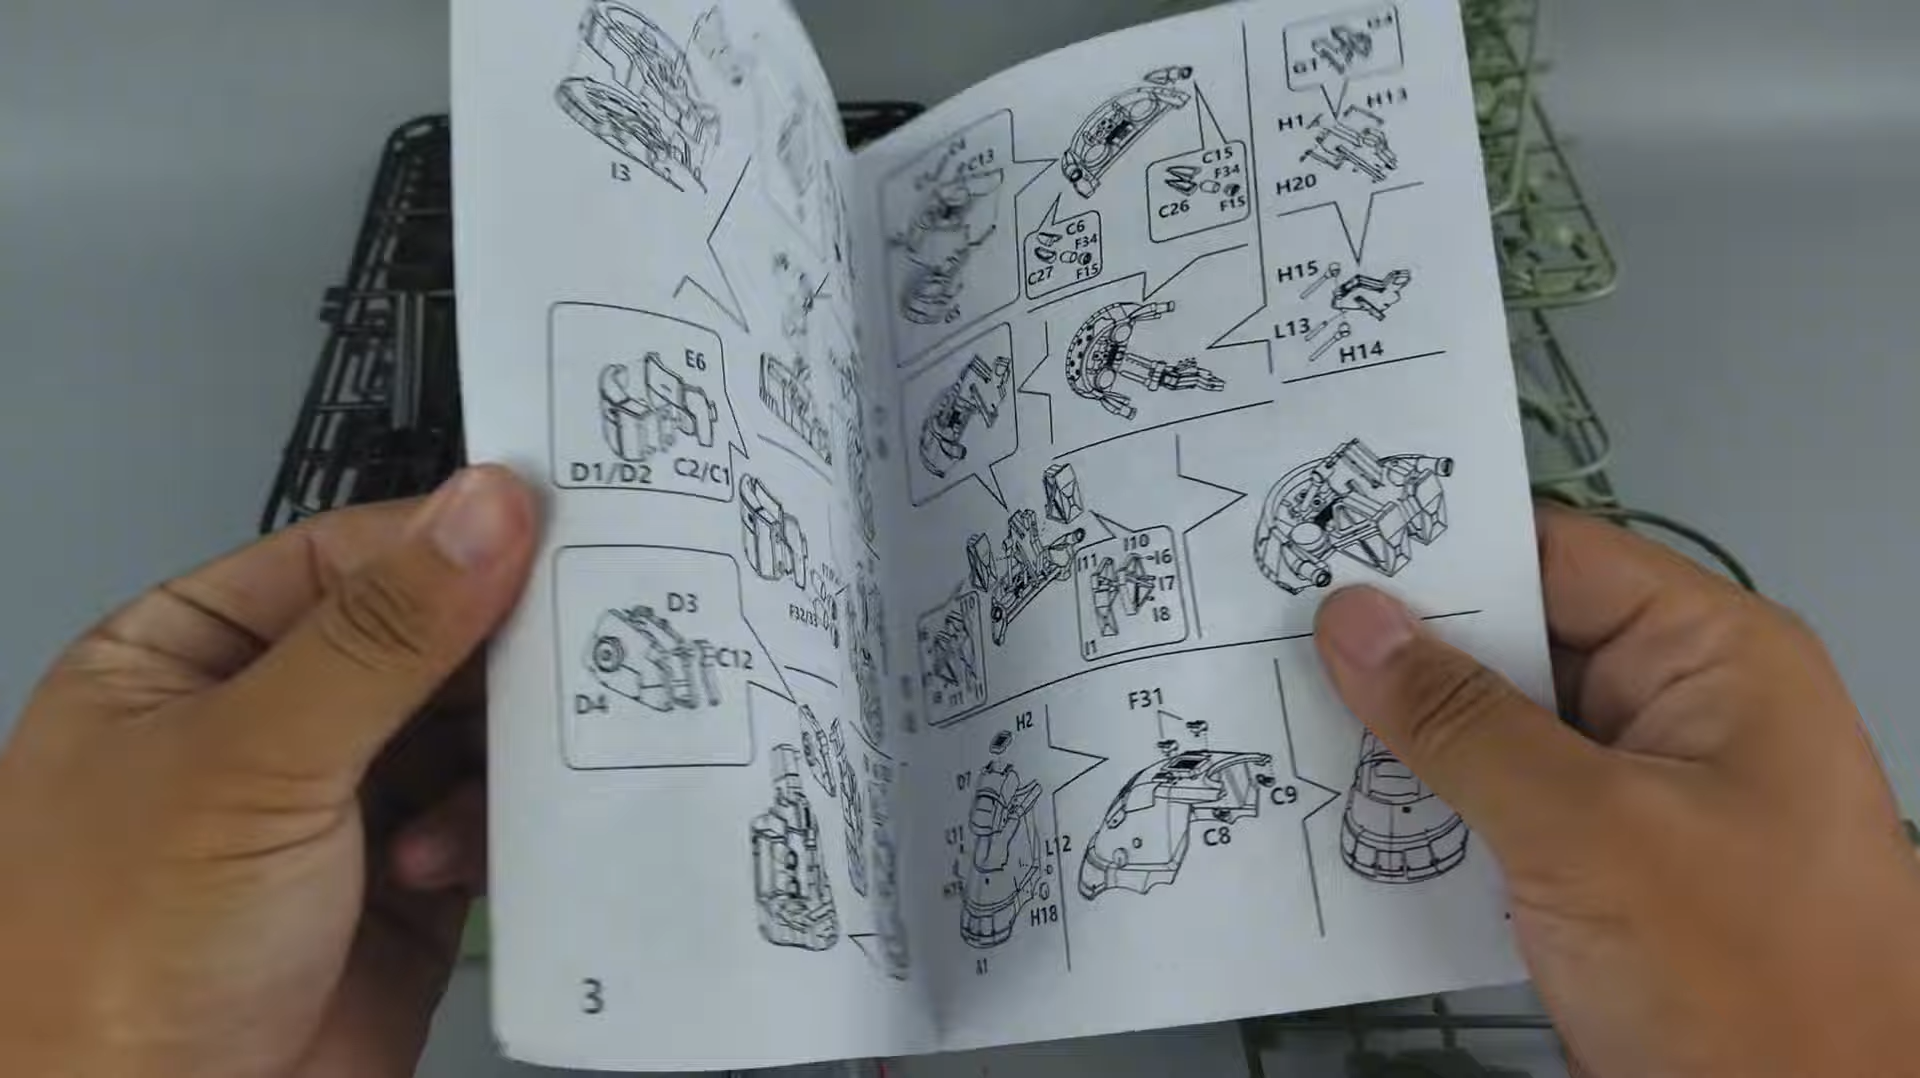 I3
E6
D1/D2
C2/C1
F32/33
D3
C12
D4
3
C13
C15
F34
C26
F15
C6
F34
C27
F15
G1
H13
H1
H20
H15
L13
H14
I10
I11
I6
I7
I8
I1
I11
H2
D7
L11
L12
H18
A1
F31
C9
C8